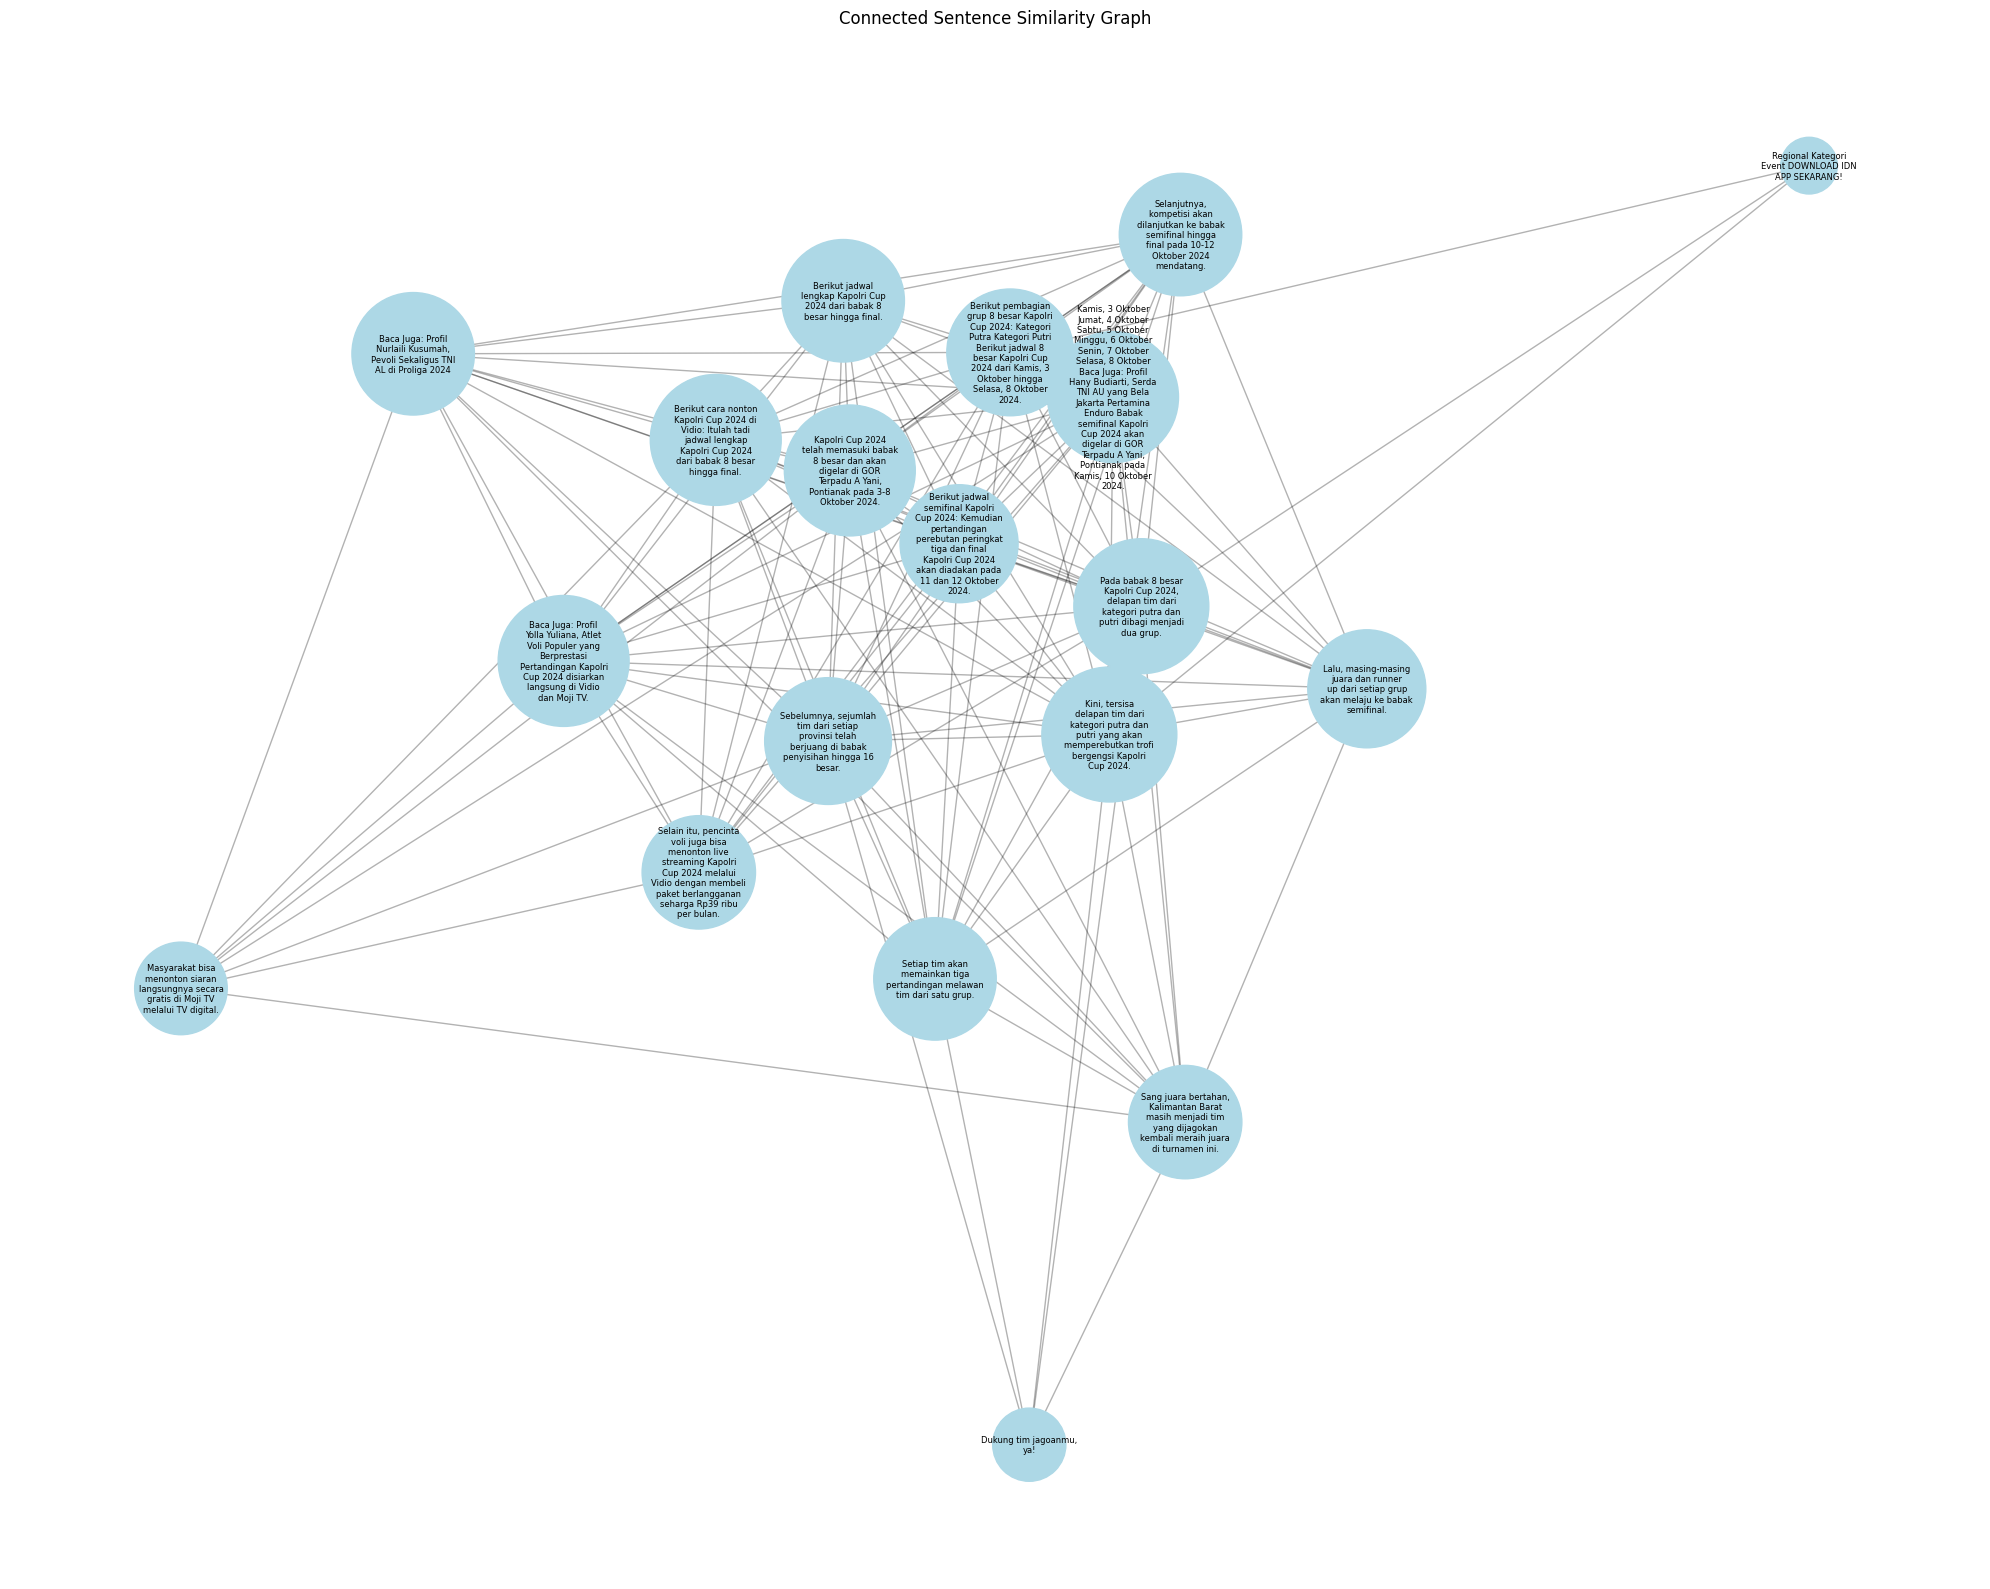 Connected Sentence Similarity Graph
Regional Kategori
Event DOWNLOAD IDN
APP SEKARANG!
Selanjutnya,
kompetisi akan
dilanjutkan ke babak
semifinal hingga
final pada 10-12
Oktober 2024
mendatang.
Berikut jadwal
lengkap Kapolri Cup
2024 dari babak 8
besar hingga final.
Berikut pembagian
grup 8 besar Kapolri
Cup 2024: Kategori
Putra Kategori Putri
Berikut jadwal 8
besar Kapolri Cup
2024 dari Kamis, 3
Oktober hingga
Selasa, 8 Oktober
2024.
Kamis, 3 Oktober
Jumat, 4 Oktober
Sabtu, 5 Oktober
Minggu, 6 Oktober
Senin, 7 Oktober
Selasa, 8 Oktober
Baca Juga: Profil
Hany Budiarti, Serda
TNI AU yang Bela
Jakarta Pertamina
Enduro Babak
semifinal Kapolri
Cup 2024 akan
digelar di GOR
Terpadu A Yani,
Pontianak pada
Kamis, 10 Oktober
2024.
Baca Juga: Profil
Nurlaili Kusumah,
Pevoli Sekaligus TNI
AL di Proliga 2024
Berikut cara nonton
Kapolri Cup 2024 di
Vidio: Itulah tadi
jadwal lengkap
Kapolri Cup 2024
dari babak 8 besar
hingga final.
Kapolri Cup 2024
telah memasuki babak
8 besar dan akan
digelar di GOR
Terpadu A Yani,
Pontianak pada 3-8
Oktober 2024.
Berikut jadwal
semifinal Kapolri
Cup 2024: Kemudian
pertandingan
perebutan peringkat
tiga dan final
Kapolri Cup 2024
akan diadakan pada
11 dan 12 Oktober
2024.
Pada babak 8 besar
Kapolri Cup 2024,
delapan tim dari
kategori putra dan
putri dibagi menjadi
dua grup.
Baca Juga: Profil
Yolla Yuliana, Atlet
Voli Populer yang
Berprestasi
Pertandingan Kapolri
Cup 2024 disiarkan
langsung di Vidio
dan Moji TV.
Lalu, masing-masing
juara dan runner
up dari setiap grup
akan melaju ke babak
semifinal.
Sebelumnya, sejumlah
tim dari setiap
provinsi telah
berjuang di babak
penyisihan hingga 16
besar.
Kini, tersisa
delapan tim dari
kategori putra dan
putri yang akan
memperebutkan trofi
bergengsi Kapolri
Cup 2024.
Selain itu, pencinta
voli juga bisa
menonton live
streaming Kapolri
Cup 2024 melalui
Vidio dengan membeli
paket berlangganan
seharga Rp39 ribu
per bulan.
Masyarakat bisa
menonton siaran
langsungnya secara
gratis di Moji TV
melalui TV digital.
Setiap tim akan
memainkan tiga
pertandingan melawan
tim dari satu grup.
Sang juara bertahan,
Kalimantan Barat
masih menjadi tim
yang dijagokan
kembali meraih juara
di turnamen ini.
Dukung tim jagoanmu,
ya!